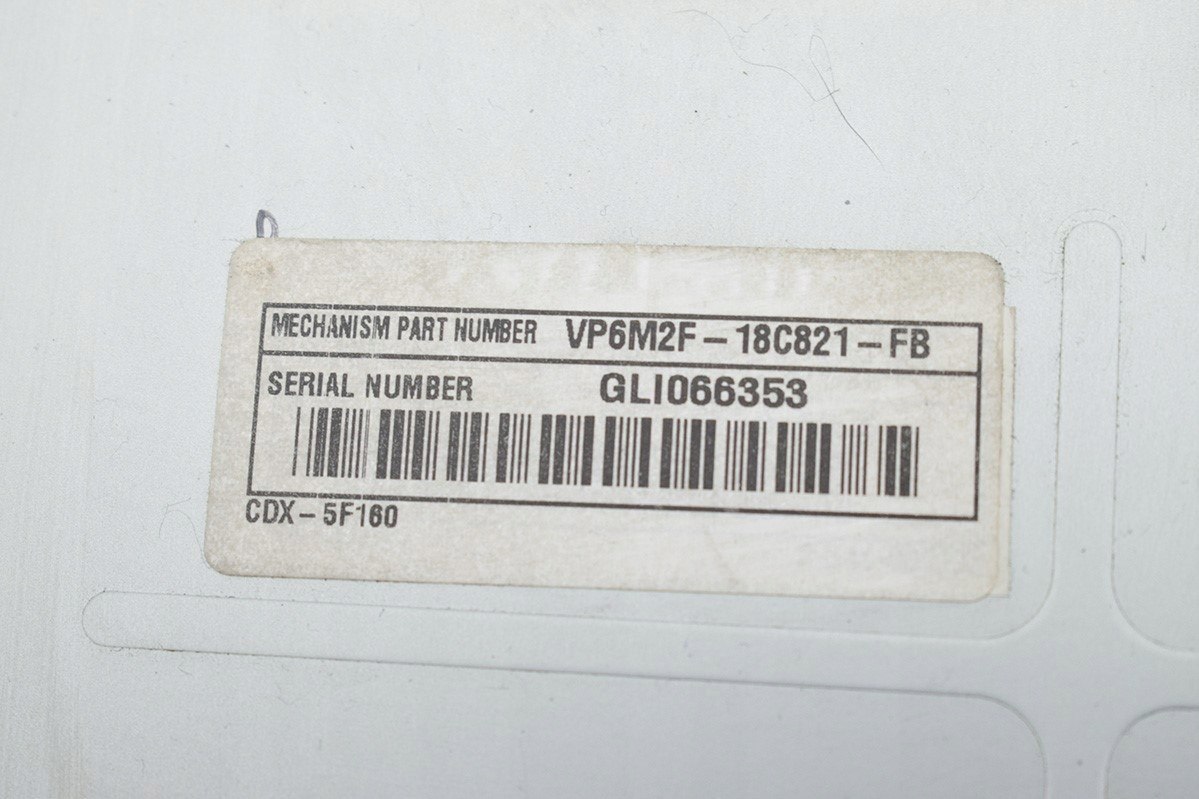 MECHANISM PART NUMBER VP6M2F-18C821-FB
SERIAL NUMBER GLI066353
CDX-5F160